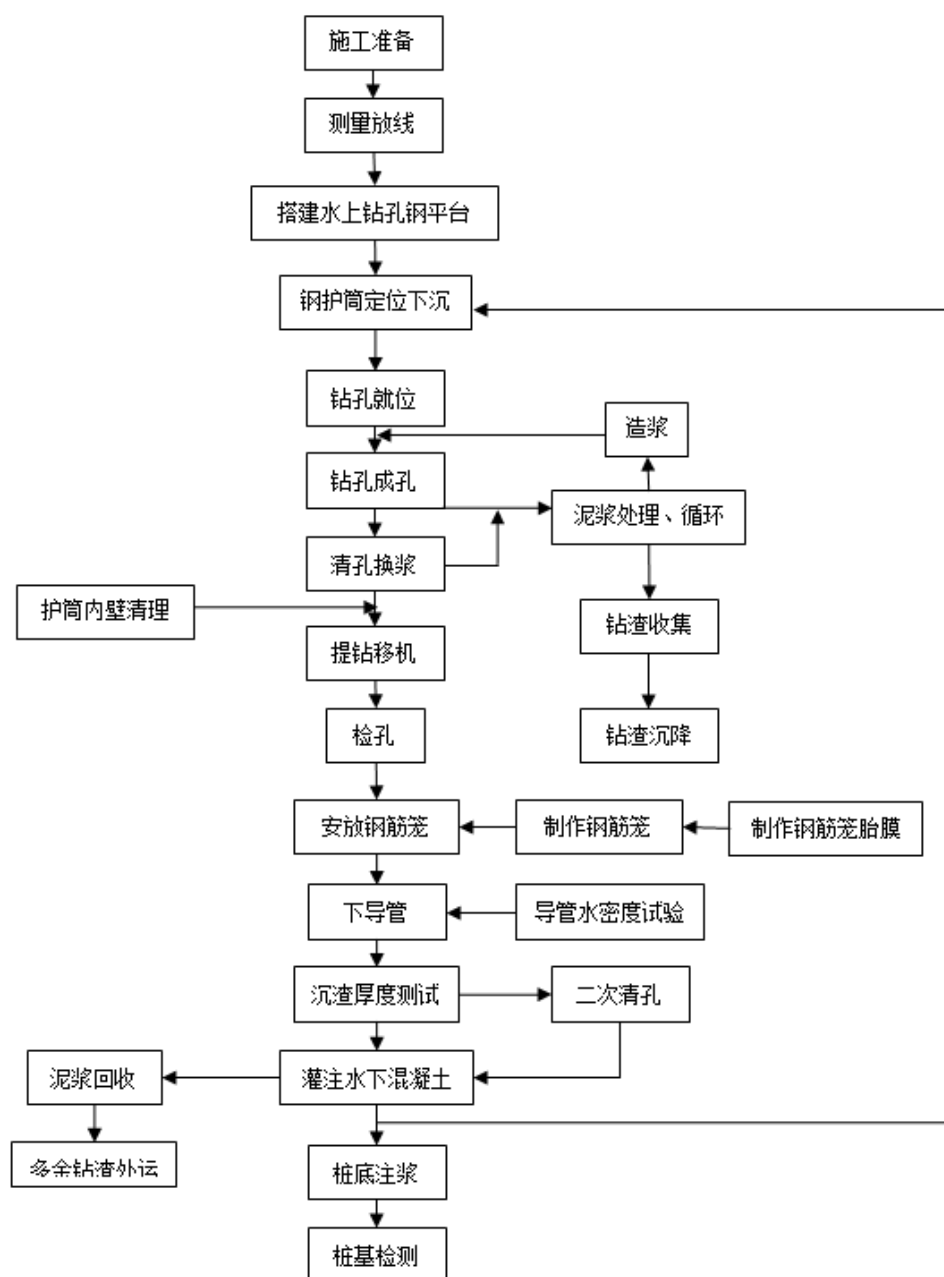 施工准备
测量放线
搭建水上钻孔钢平台
钢护筒定位下沉
钻孔就位
造浆
钻孔成孔
泥浆处理、循环
清孔换浆
护筒内壁清理
钻渣收集
提钻移机
检孔
钻渣沉降
安放钢筋笼
制作钢筋笼
制作钢筋笼胎膜
下导管
导管水密度试验
沉渣厚度测试
二次清孔
泥浆回收
灌注水下混凝土
多余钻渣外运
桩底注浆
桩基检测